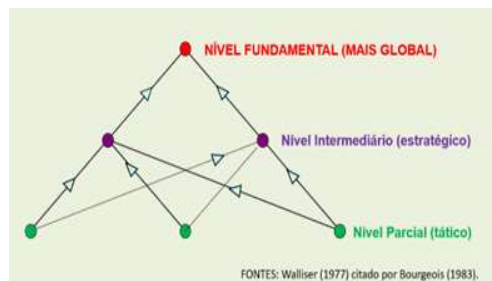 NÍVEL FUNDAMENTAL (MAIS GLOBAL)
Nível Intermediário (estratégico)
Nível Parcial (tático)
FONTES: Walliser (1977) citado por Bourgeois (1983).